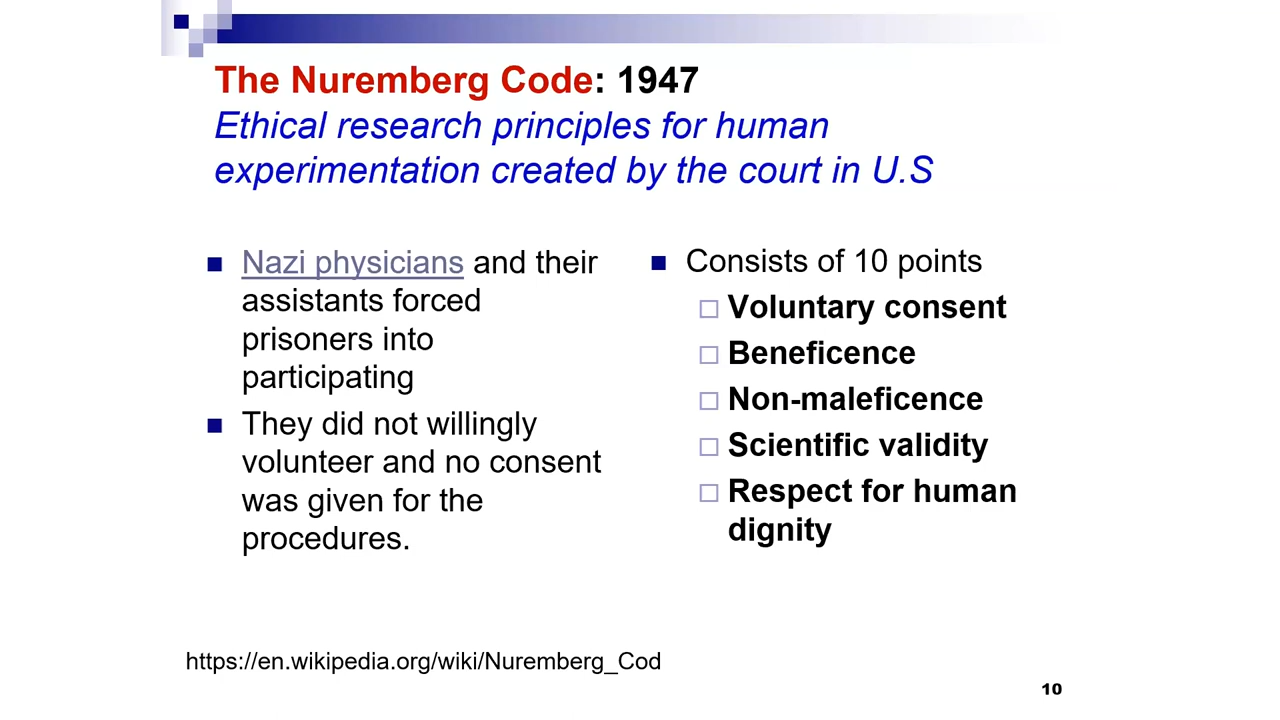 The Nuremberg Code: 1947
Ethical research principles for human
experimentation created by the court in U.S
Nazi physicians and their
assistants forced
prisoners into
participating
They did not willingly
volunteer and no consent
was given for the
procedures.
Consists of 10 points
Voluntary consent
Beneficence
Non-maleficence
Scientific validity
Respect for human
dignity
https://en.wikipedia.org/wiki/Nuremberg_Cod
10